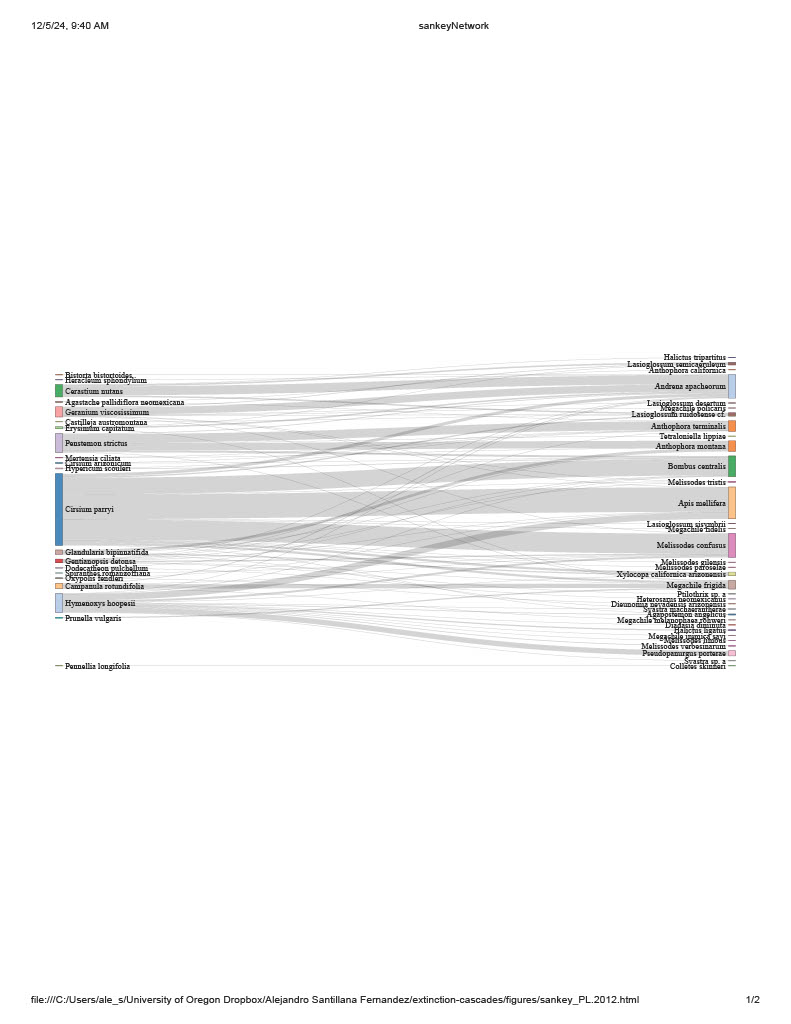 12/5/24, 9:40 AM
sankeyNetwork
Bistorta bistortoides
Heracleum sphondylium
Cerastium nutans
Agastache pallidiflora neomexicana
Geranium viscosissimum
Castilleja austromontana
Erysimum capitatum
Penstemon strictus
Mertensia ciliata
Cirsium arizonicum
Hypericum scouleri
Cirsium parryi
Glandularia bipinnatifida
Gentianopsis detonsa
Dodecatheon pulchellum
Spiranthes romanzoffiana
Oxypolis fendleri
Campanula rotundifolia
Hymenoxys hoopesii
Prunella vulgaris
Pennellia longifolia
Halictus tripartitus
Lasioglossum semicaeruleum
Anthophora californica
Andrena apacheorum
Lasioglossum desertum
Megachile policaris
Lasioglossum ruidosense cf.
Anthophora terminalis
Tetraloniella lippiae
Anthophora montana
Bombus centralis
Melissodes tristis
Apis mellifera
Lasioglossum sisymbrii
Megachile fidelis
Melissodes confusus
Melissodes gilensis
Melissodes paroselae
Xylocopa californica arizonensis
Megachile frigida
Ptilothrix sp. a
Heterosarus neomexicanus
Dieunomia nevadensis arizonensis
Svastra machaerantherae
Agapostemon angelicus
Megachile melanophaea rohweri
Diadasia diminuta
Halictus ligatus
Megachile inimica sayi
Melissodes limbus
Melissodes verbesinarum
Pseudopanurgus porterae
Svastra sp. a
Colletes skinneri
file:///C:/Users/ale_s/University of Oregon Dropbox/Alejandro Santillana Fernandez/extinction-cascades/figures/sankey_PL.2012.html
1/2